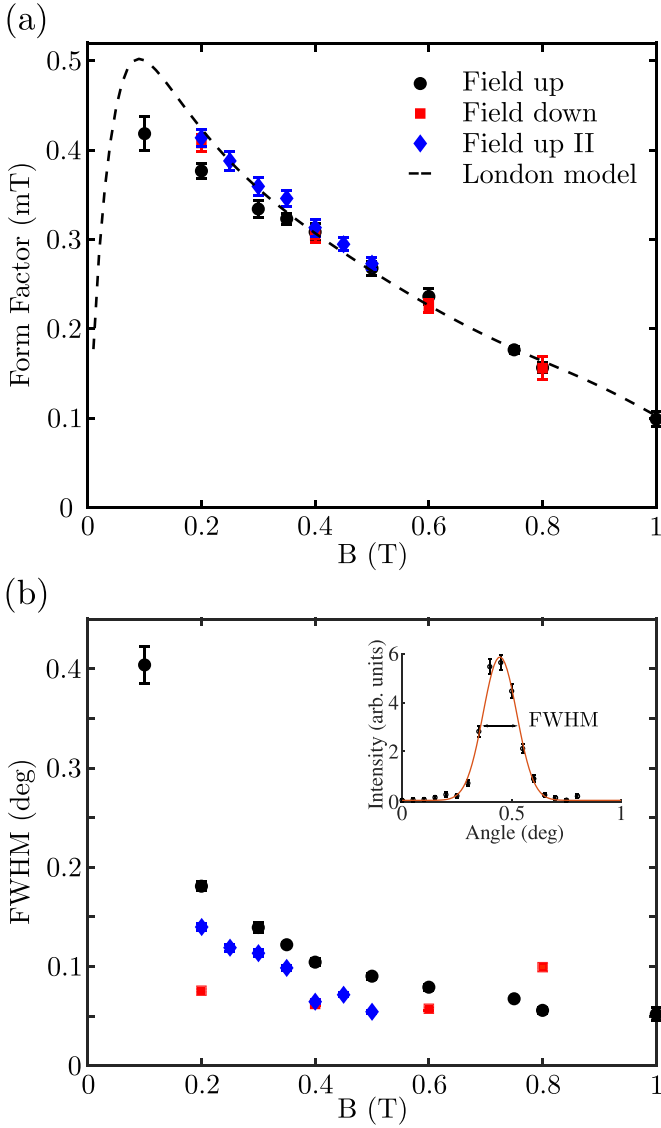 (a)
0.5
0.4
0.3
0.2
0.1
0
Form Factor (mT)
Field up
Field down
Field up II
London model
0 0.2 0.4 0.6 0.8 1
B (T)
(b)
0.4
0.4
0.2
0.1
0
FWHM (deg)
6
4
2
0
Intensity (arb. units)
FWHM
0 0.5 1
Angle (deg)
0 0.2 0.4 0.6 0.8 1
B (T)